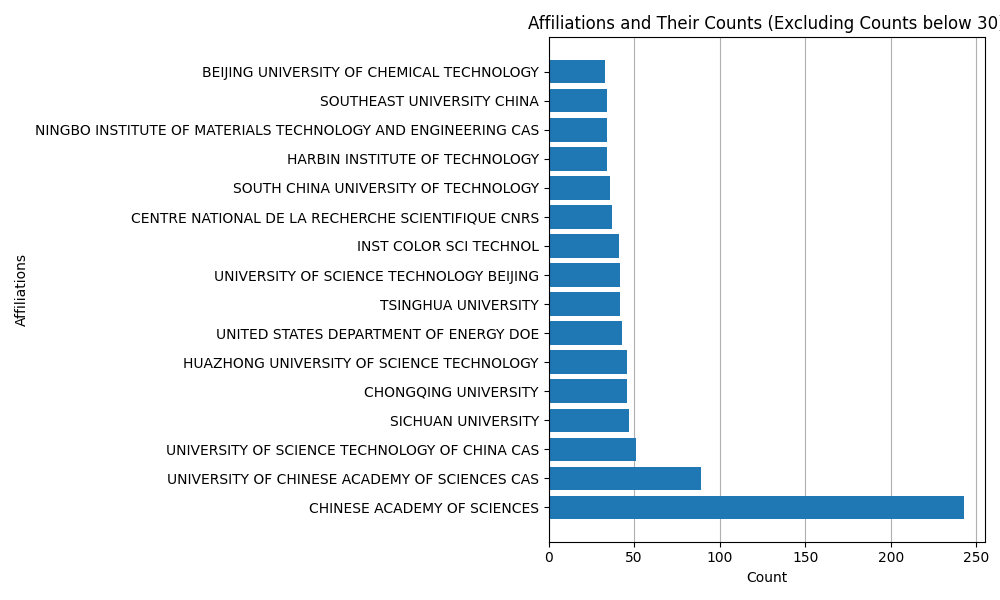 Affiliations and Their Counts (Excluding Counts below 30)
BEIJING UNIVERSITY OF CHEMICAL TECHNOLOGY
SOUTHEAST UNIVERSITY CHINA
NINGBO INSTITUTE OF MATERIALS TECHNOLOGY AND ENGINEERING CAS
HARBIN INSTITUTE OF TECHNOLOGY
SOUTH CHINA UNIVERSITY OF TECHNOLOGY
CENTRE NATIONAL DE LA RECHERCHE SCIENTIFIQUE CNRS
INST COLOR SCI TECHNOL
UNIVERSITY OF SCIENCE TECHNOLOGY BEIJING
TSINGHUA UNIVERSITY
UNITED STATES DEPARTMENT OF ENERGY DOE
HUAZHONG UNIVERSITY OF SCIENCE TECHNOLOGY
CHONGQING UNIVERSITY
SICHUAN UNIVERSITY
UNIVERSITY OF SCIENCE TECHNOLOGY OF CHINA CAS
UNIVERSITY OF CHINESE ACADEMY OF SCIENCES CAS
CHINESE ACADEMY OF SCIENCES
Affiliations
0 50 100 150 200 250
Count